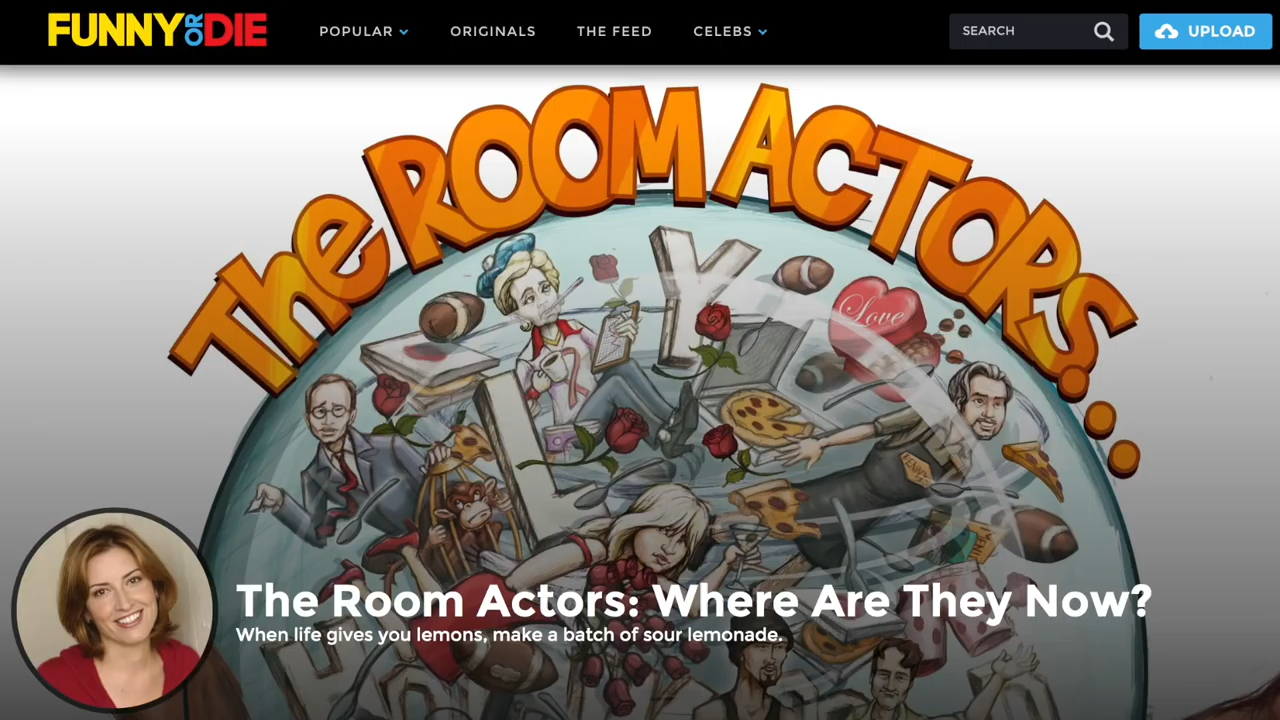 FUNNY OR DIE
POPULAR
ORIGINALS
THE FEED
CELEBS
SEARCH
UPLOAD
The ROOM ACTORS...
Love
Y
L
The Room Actors: Where Are They Now?
When life gives you lemons, make a batch of sour lemonade.